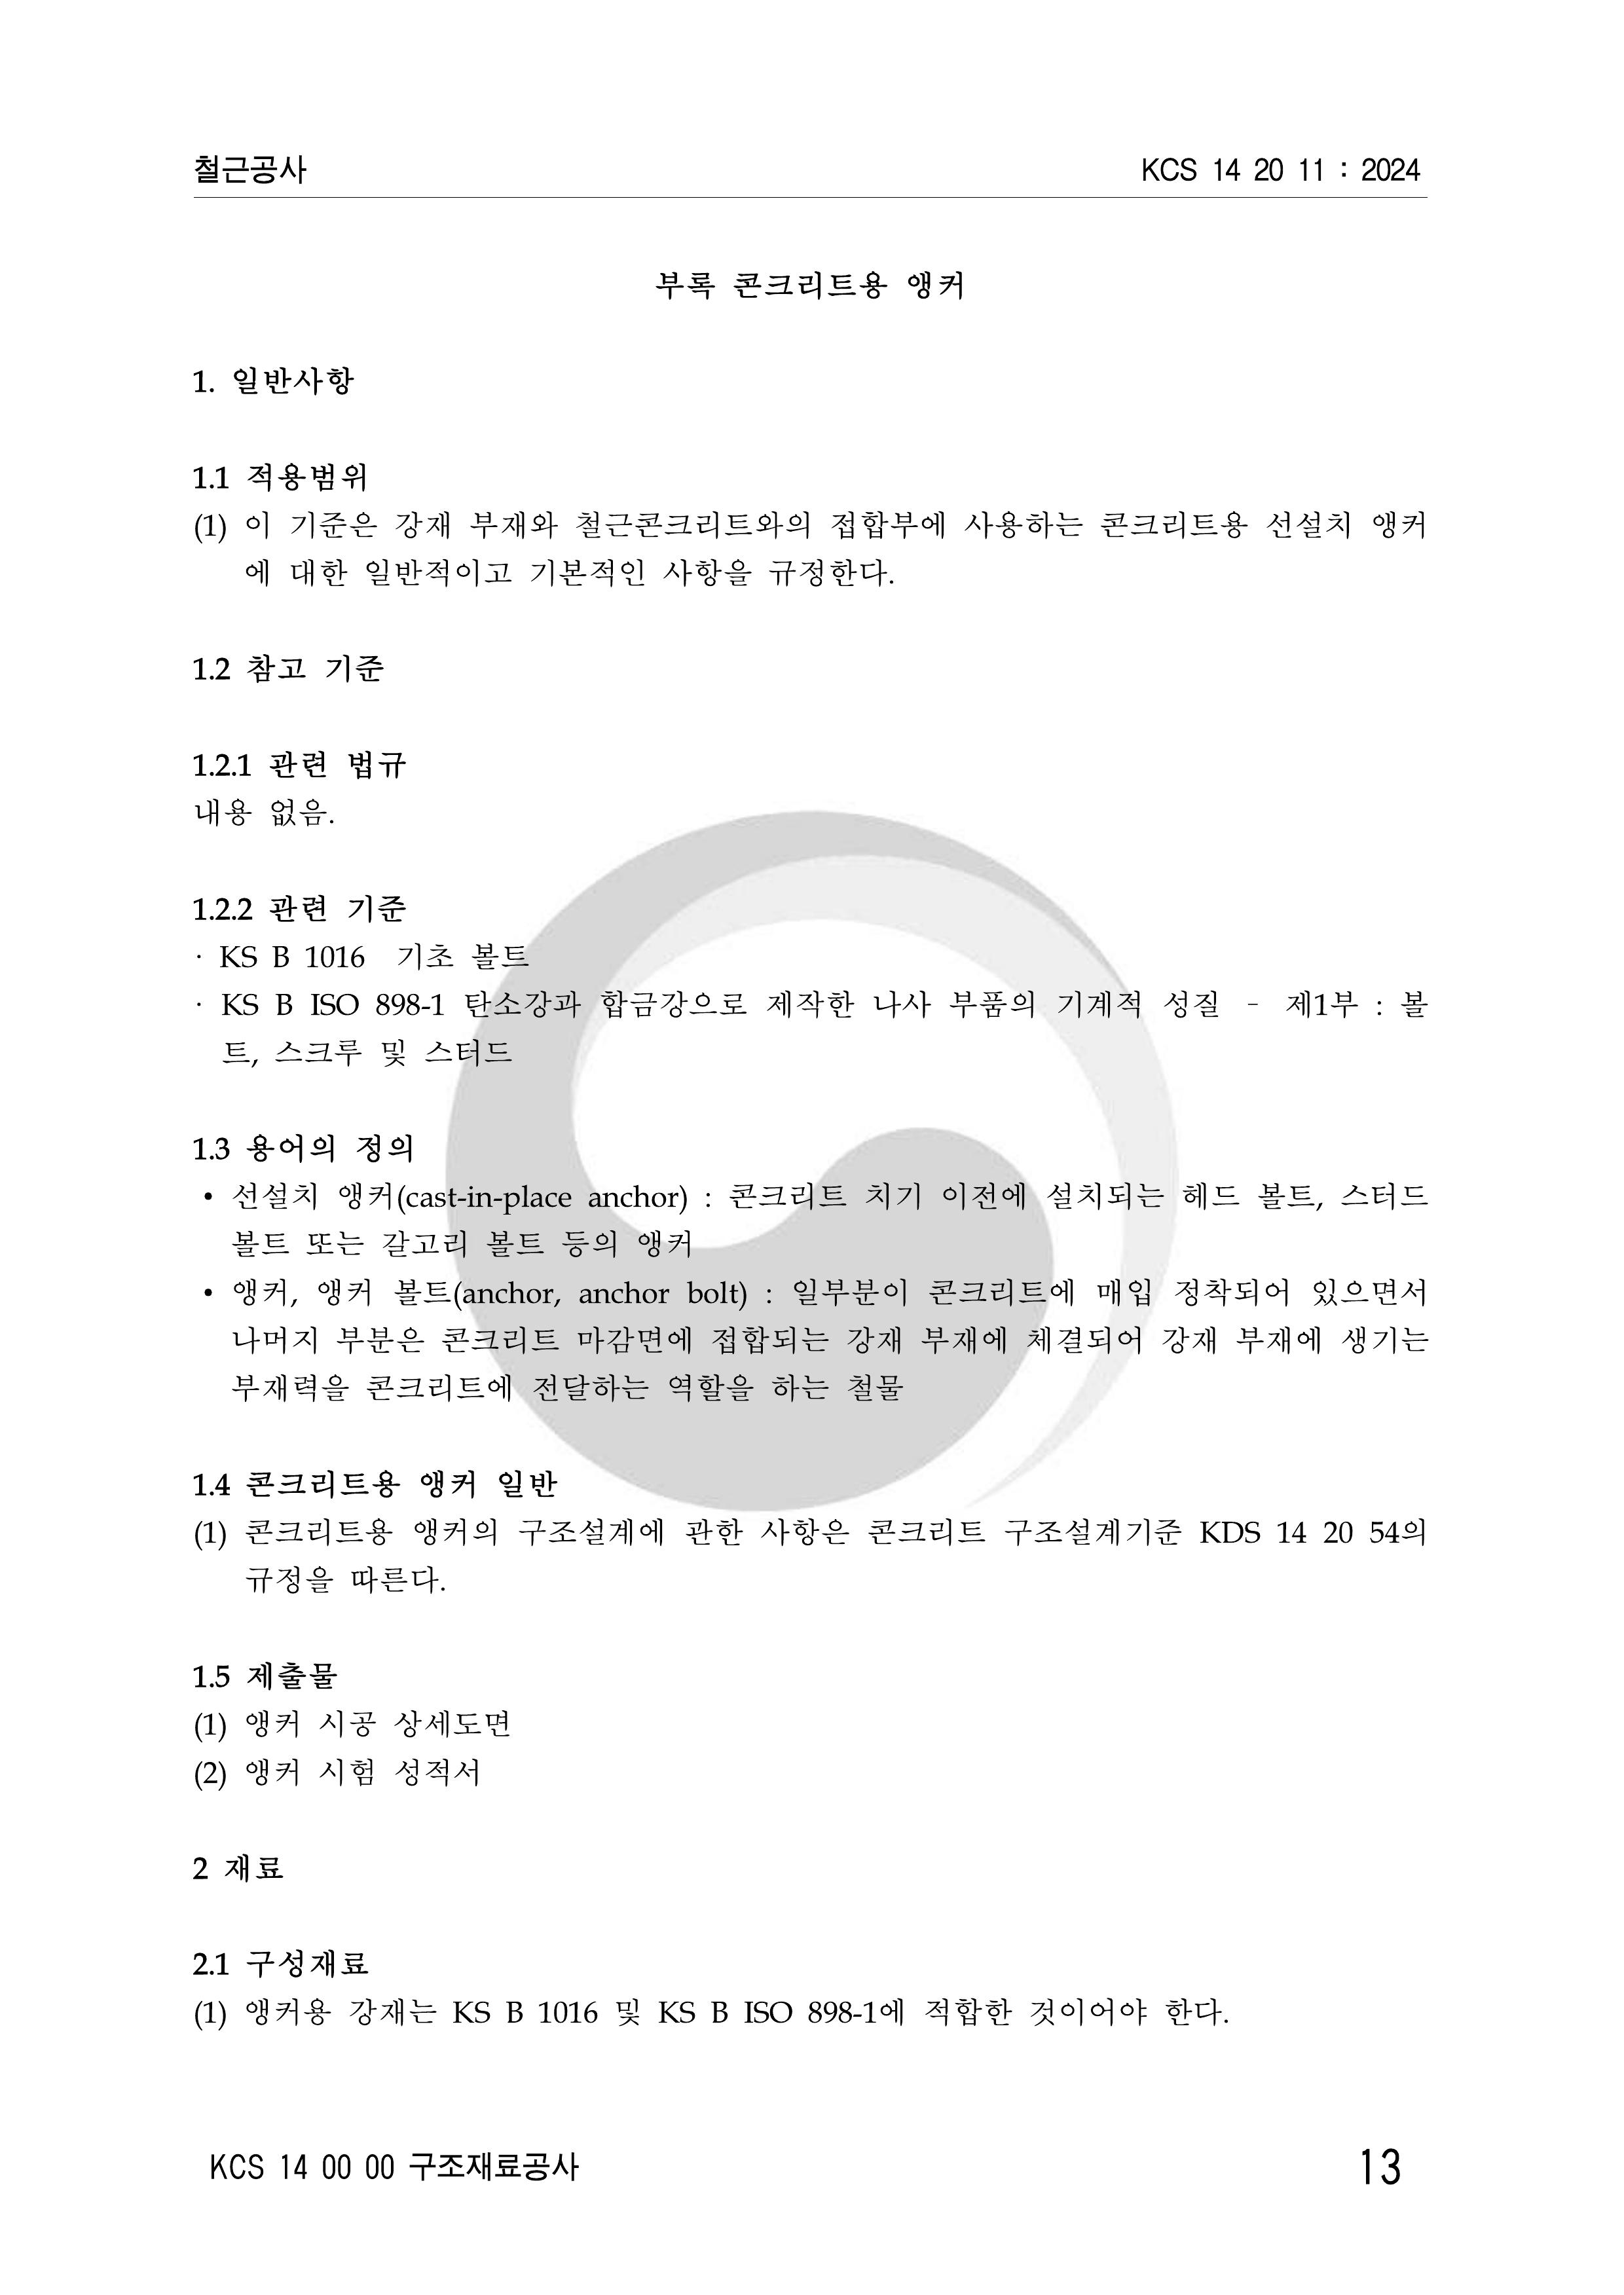 철근공사
KCS 14 20 11 : 2024
부록 콘크리트용 앵커
1. 일반사항
1.1 적용범위
(1) 이 기준은 강재 부재와 철근콘크리트와의 접합부에 사용하는 콘크리트용 선설치 앵커
에 대한 일반적이고 기본적인 사항을 규정한다.
1.2 참고 기준
1.2.1 관련 법규
내용 없음.
1.2.2 관련 기준
· KS B 1016 기초 볼트
· KS B ISO 898-1 탄소강과 합금강으로 제작한 나사 부품의 기계적 성질 – 제1부 : 볼
트, 스크루 및 스터드
1.3 용어의 정의
• 선설치 앵커(cast-in-place anchor) : 콘크리트 치기 이전에 설치되는 헤드 볼트, 스터드
볼트 또는 갈고리 볼트 등의 앵커
• 앵커, 앵커 볼트(anchor, anchor bolt) : 일부분이 콘크리트에 매입 정착되어 있으면서
나머지 부분은 콘크리트 마감면에 접합되는 강재 부재에 체결되어 강재 부재에 생기는
부재력을 콘크리트에 전달하는 역할을 하는 철물
1.4 콘크리트용 앵커 일반
(1) 콘크리트용 앵커의 구조설계에 관한 사항은 콘크리트 구조설계기준 KDS 14 20 54의
규정을 따른다.
1.5 제출물
(1) 앵커 시공 상세도면
(2) 앵커 시험 성적서
2 재료
2.1 구성재료
(1) 앵커용 강재는 KS B 1016 및 KS B ISO 898-1에 적합한 것이어야 한다.
KCS 14 00 00 구조재료공사
13